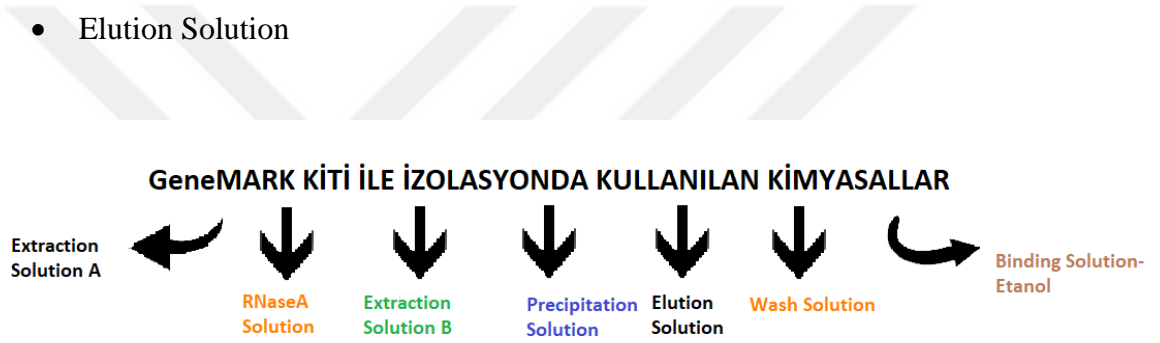 • Elution Solution
GeneMARK KİTİ İLE İZOLASYONDA KULLANILAN KİMYASALLAR
Extraction
Solution A
RNaseA
Solution
Extraction
Solution B
Precipitation
Solution
Elution
Solution
Wash Solution
Binding Solution-
Etanol